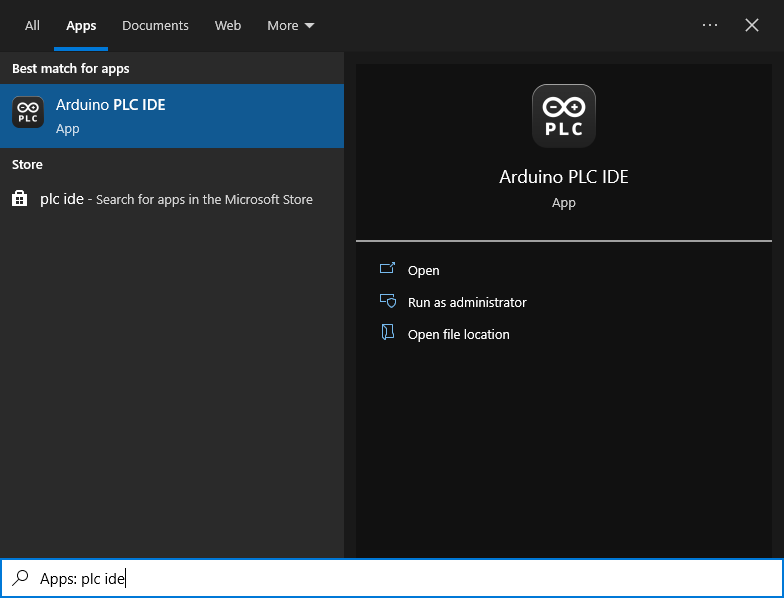 All Apps Documents Web More
Best match for apps
PLC
Arduino PLC IDE
App
Store
plc ide - Search for apps in the Microsoft Store
PLC
Arduino PLC IDE
App
Open
Run as administrator
Open file location
Apps: plc ide